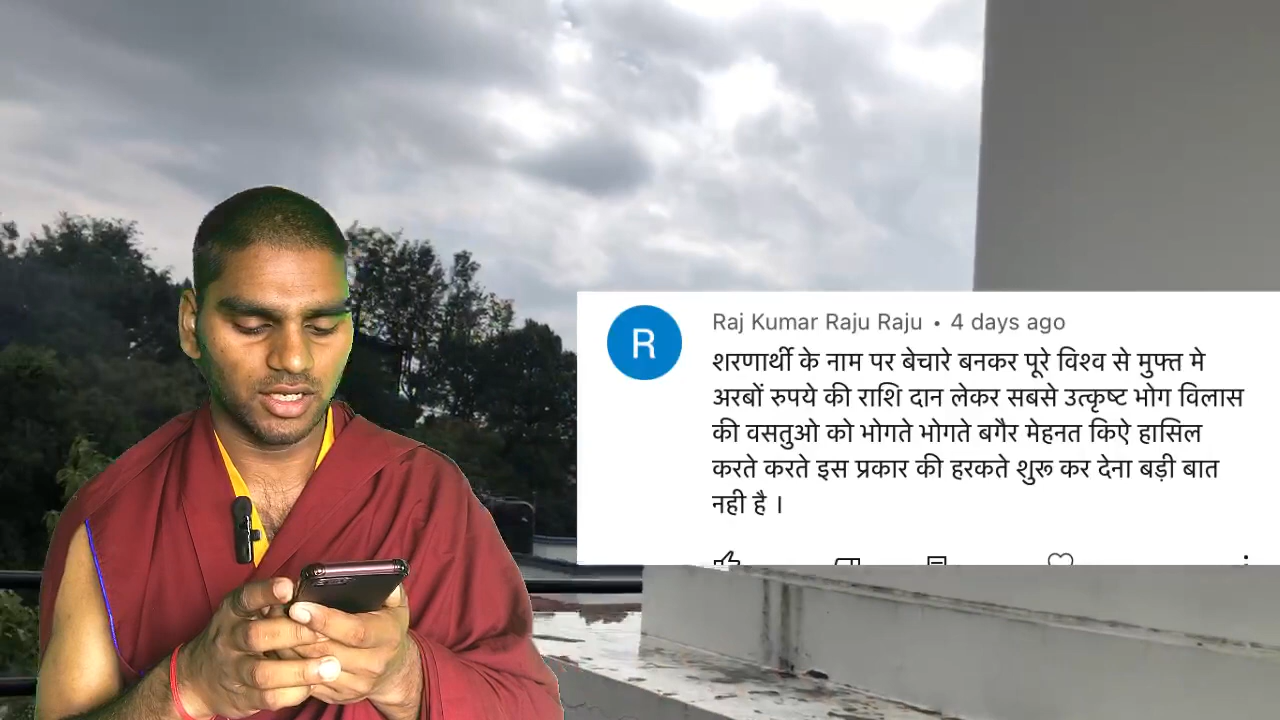 R
Raj Kumar Raju Raju • 4 days ago
शरणार्थी के नाम पर बेचारे बनकर पूरे विश्व से मुफ्त मे
अरबों रुपये की राशि दान लेकर सबसे उत्कृष्ट भोग विलास
की वसतुओ को भोगते भोगते बगैर मेहनत किऐ हासिल
करते करते इस प्रकार की हरकते शुरू कर देना बड़ी बात
नही है ।